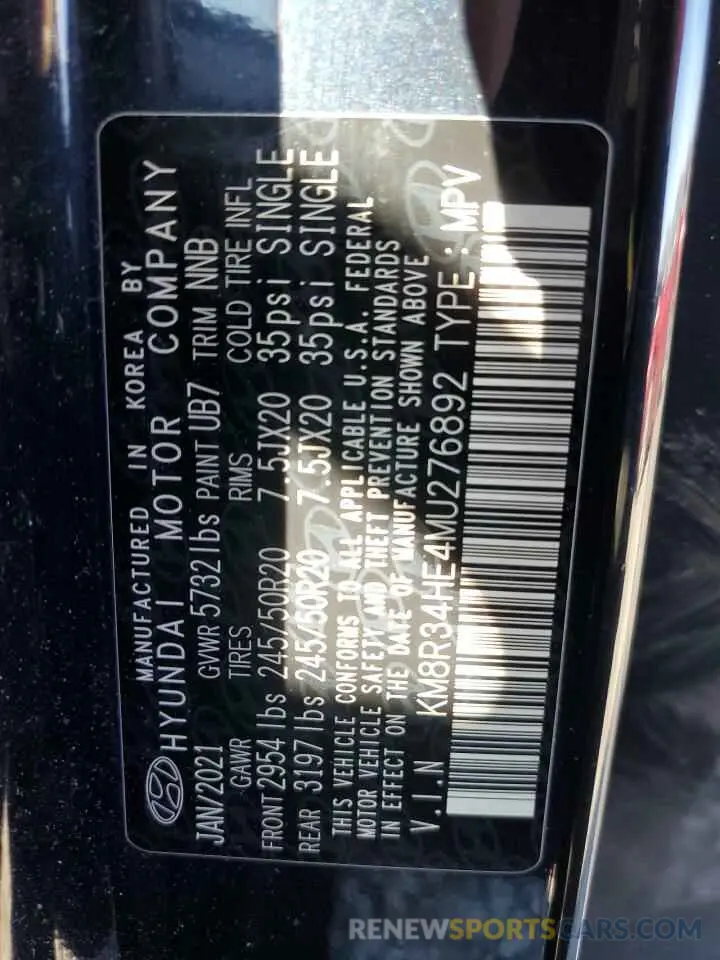 MANUFACTURED IN KOREA BY
HYUNDAI MOTOR COMPANY
JAN/2021 GVWR 5732 lbs PAINT UB7 TRIM NNB
GAWR TIRES RIMS COLD TIRE INFL
FRONT 2954 lbs 245/50R20 7.5JX20 35psi SINGLE
REAR 3197 lbs 245/50R20 7.5JX20 35psi SINGLE
THIS VEHICLE CONFORMS TO ALL APPLICABLE U.S.A. FEDERAL
MOTOR VEHICLE SAFETY AND THEFT PREVENTION STANDARDS
IN EFFECT ON THE DATE OF MANUFACTURE SHOWN ABOVE
V.I.N KM8R34HE4MU276892 TYPE : MPV
RENEWSPORTSCARS.COM